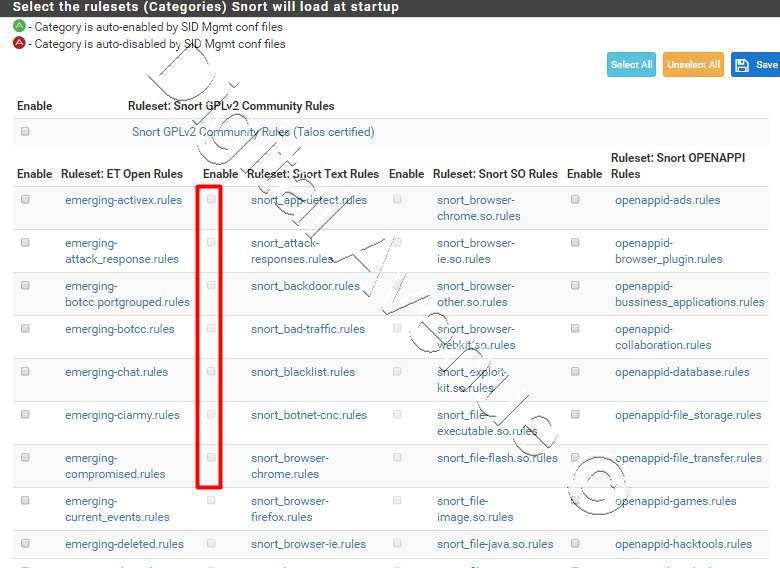 Select the rulesets (Categories) Snort will load at startup
- Category is auto-enabled by SID Mgmt conf files
- Category is auto-disabled by SID Mgmt conf files
Select All Unselect All Save
Enable Ruleset: Snort GPLv2 Community Rules
Snort GPLv2 Community Rules (Talos certified)
Enable Ruleset: ET Open Rules Enable Ruleset: Snort Text Rules Enable Ruleset: Snort SO Rules Enable Ruleset: Snort OPENAPPI
Rules
emerging-activex.rules snort_app-detect.rules snort_browser- openappid-ads.rules
chrome.so.rules
emerging- snort_attack- snort_browser- openappid-
attack_response.rules responses.rules ie.so.rules browser_plugin.rules
emerging- snort_backdoor.rules snort_browser- openappid-
botcc.portgrouped.rules other.so.rules bussiness_applications.rules
emerging-botcc.rules snort_bad-traffic.rules snort_browser- openappid-
webkit.so.rules collaboration.rules
emerging-chat.rules snort_blacklist.rules snort_exploit- openappid-database.rules
kit.so.rules
emerging-ciarmy.rules snort_botnet-cnc.rules snort_file- openappid-file_storage.rules
executable.so.rules
emerging- snort_browser- snort_file-flash.so.rules openappid-file_transfer.rules
compromised.rules chrome.rules
emerging- snort_browser- snort_file- openappid-games.rules
current_events.rules firefox.rules image.so.rules
emerging-deleted.rules snort_browser-ie.rules snort_file-java.so.rules openappid-hacktools.rules